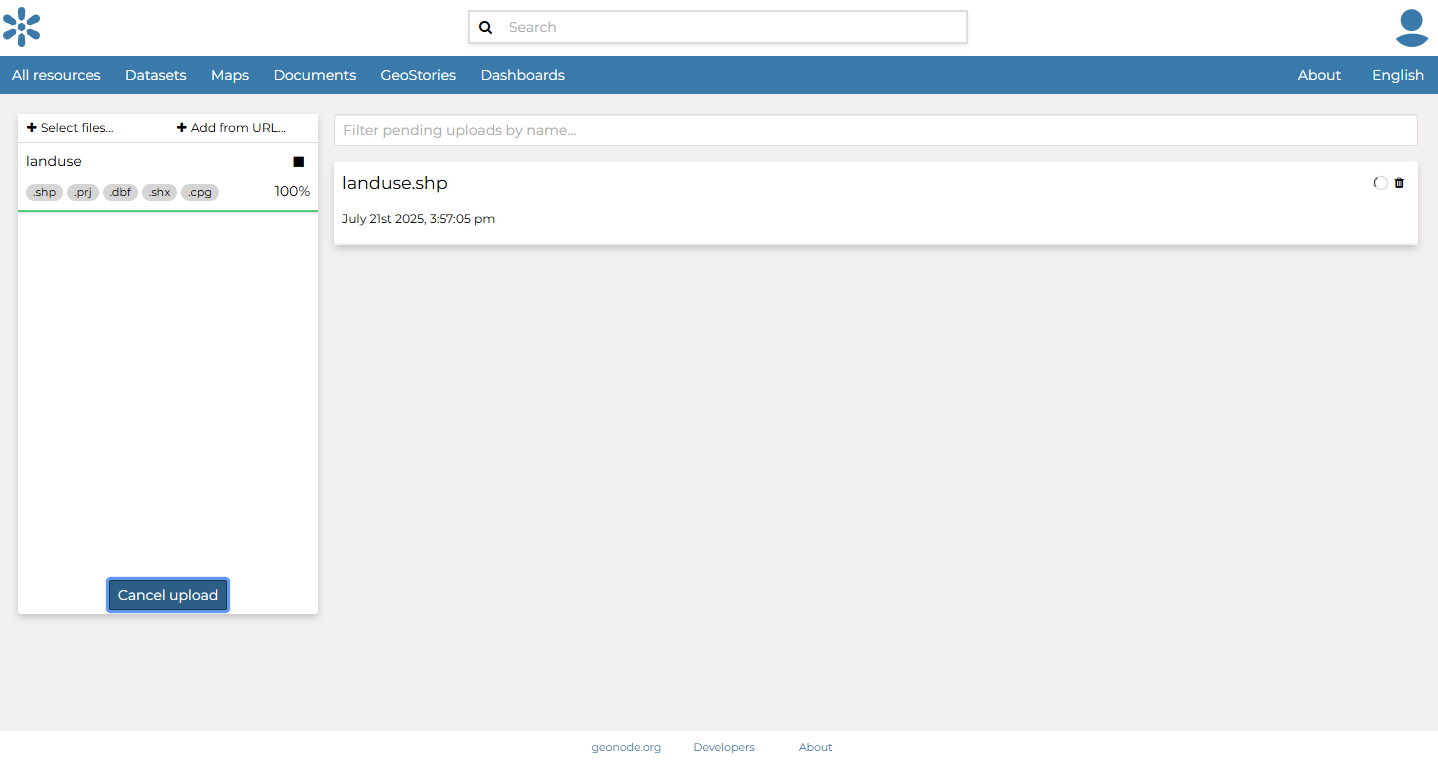 Search
All resources Datasets Maps Documents GeoStories Dashboards About English
Select files... Add from URL...
landuse
.shp .prj .dbf .shx .cpg 100%
Cancel upload
Filter pending uploads by name...
landuse.shp
July 21st 2025, 3:57:05 pm
geonode.org Developers About